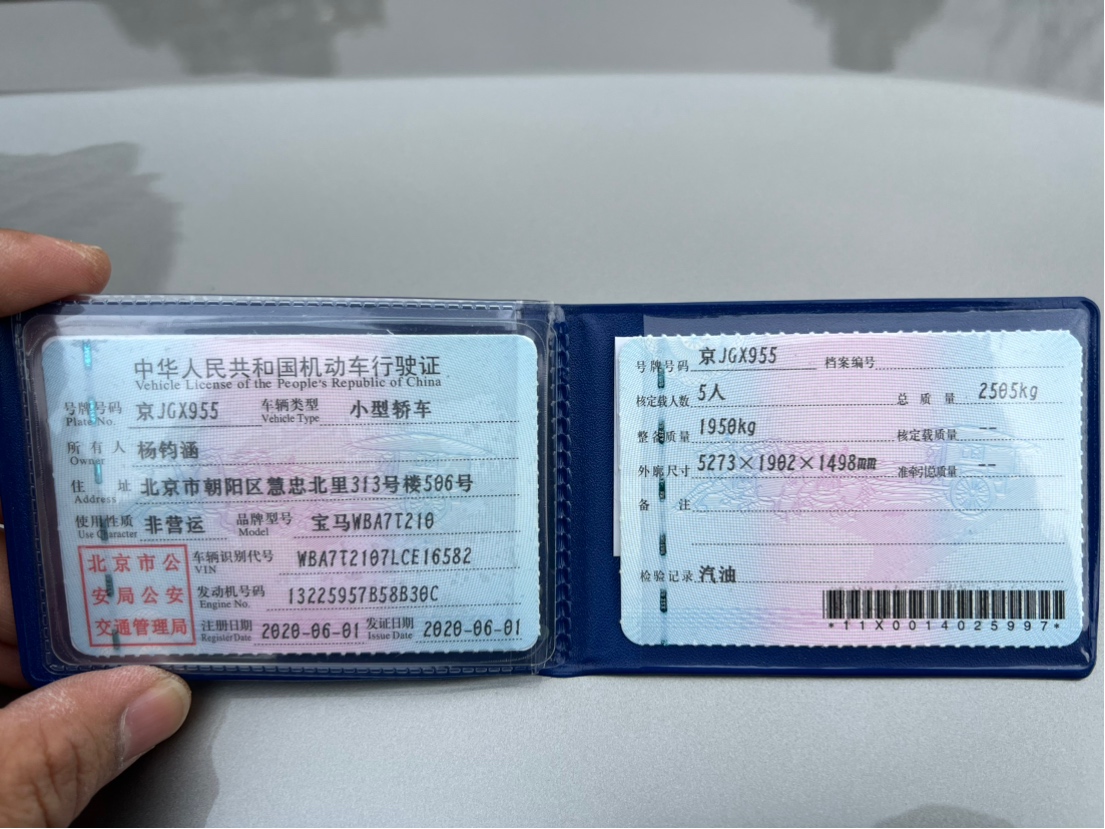 中华人民共和国机动车行驶证
Vehicle License of the People's Republic of China
号牌号码 京JGX955 车辆类型 小型轿车
Plate No. Vehicle Type
所有人 杨钧涵
Owner
住址 北京市朝阳区慧忠北里313号楼506号
Address
使用性质 非营运 品牌型号 宝马WBA7T210
Use Character Model
北京市公安局公安交通管理局
车辆识别代号 WBA7T2107LCE16582
VIN
发动机号码 13225957B58B30C
Engine No.
注册日期 2020-06-01 发证日期 2020-06-01
Register Date Issue Date
号牌号码 京JGX955 档案编号
核定载人数 5人 总质量 2505kg
整备质量 1950kg 核定载质量 --
外廓尺寸 5273×1902×1498mm 准牵引总质量 --
备注
检验记录 汽油
*11X0014025997*